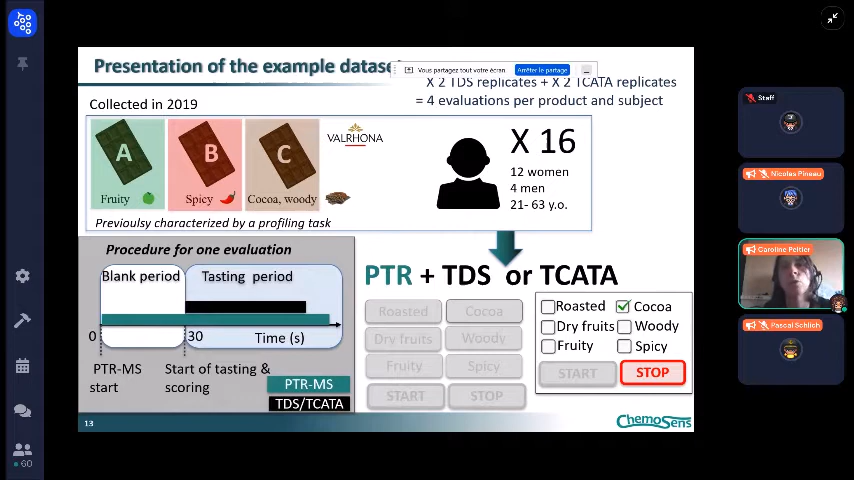 Presentation of the example dataset
Vous partagez tout votre écran
Arrêter le partage
Collected in 2019
X 2 TDS replicates + X 2 TCATA replicates
= 4 evaluations per product and subject
A
B
C
Fruity
Spicy
Cocoa, woody
VALRHONA
Previoulsy characterized by a profiling task
X 16
12 women
4 men
21- 63 y.o.
Procedure for one evaluation
Blank period
Tasting period
0
30
Time (s)
PTR-MS
start
Start of tasting &
scoring
PTR-MS
TDS/TCATA
PTR + TDS or TCATA
Roasted
Cocoa
Dry fruits
Woody
Fruity
Spicy
START
STOP
Roasted
Cocoa
Dry fruits
Woody
Fruity
Spicy
START
STOP
13
ChemoSens
Staff
Nicolas Pineau
Caroline Peltier
Pascal Schlich
60